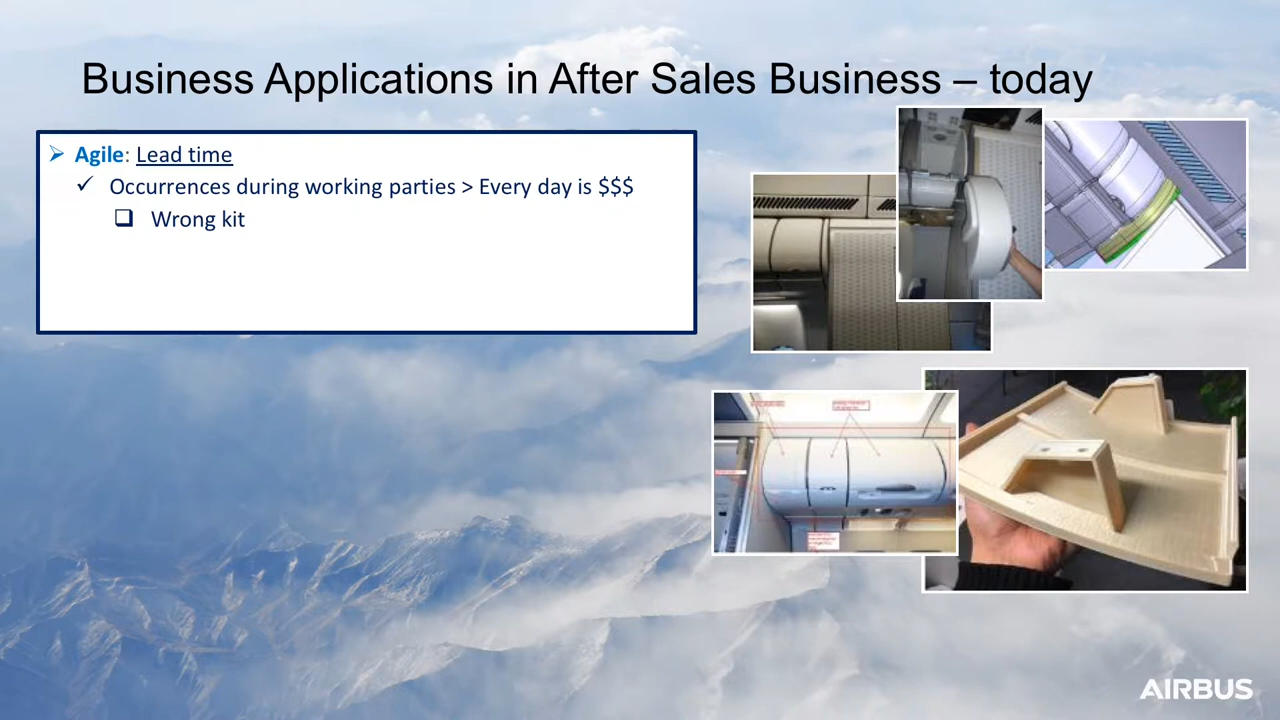 Business Applications in After Sales Business – today
Agile: Lead time
Occurrences during working parties > Every day is $$$
Wrong kit
AIRBUS